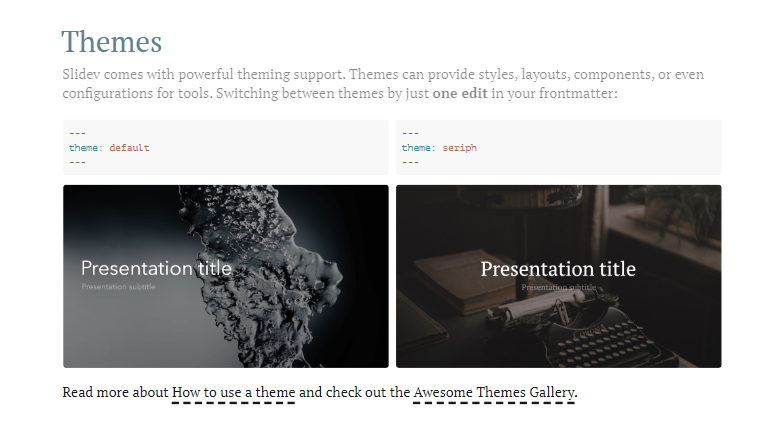 Themes
Slidev comes with powerful theming support. Themes can provide styles, layouts, components, or even
configurations for tools. Switching between themes by just one edit in your frontmatter:
---
theme: default
---
---
theme: seriph
---
Presentation title
Presentation subtitle
Presentation title
Presentation subtitle
Read more about How to use a theme and check out the Awesome Themes Gallery.